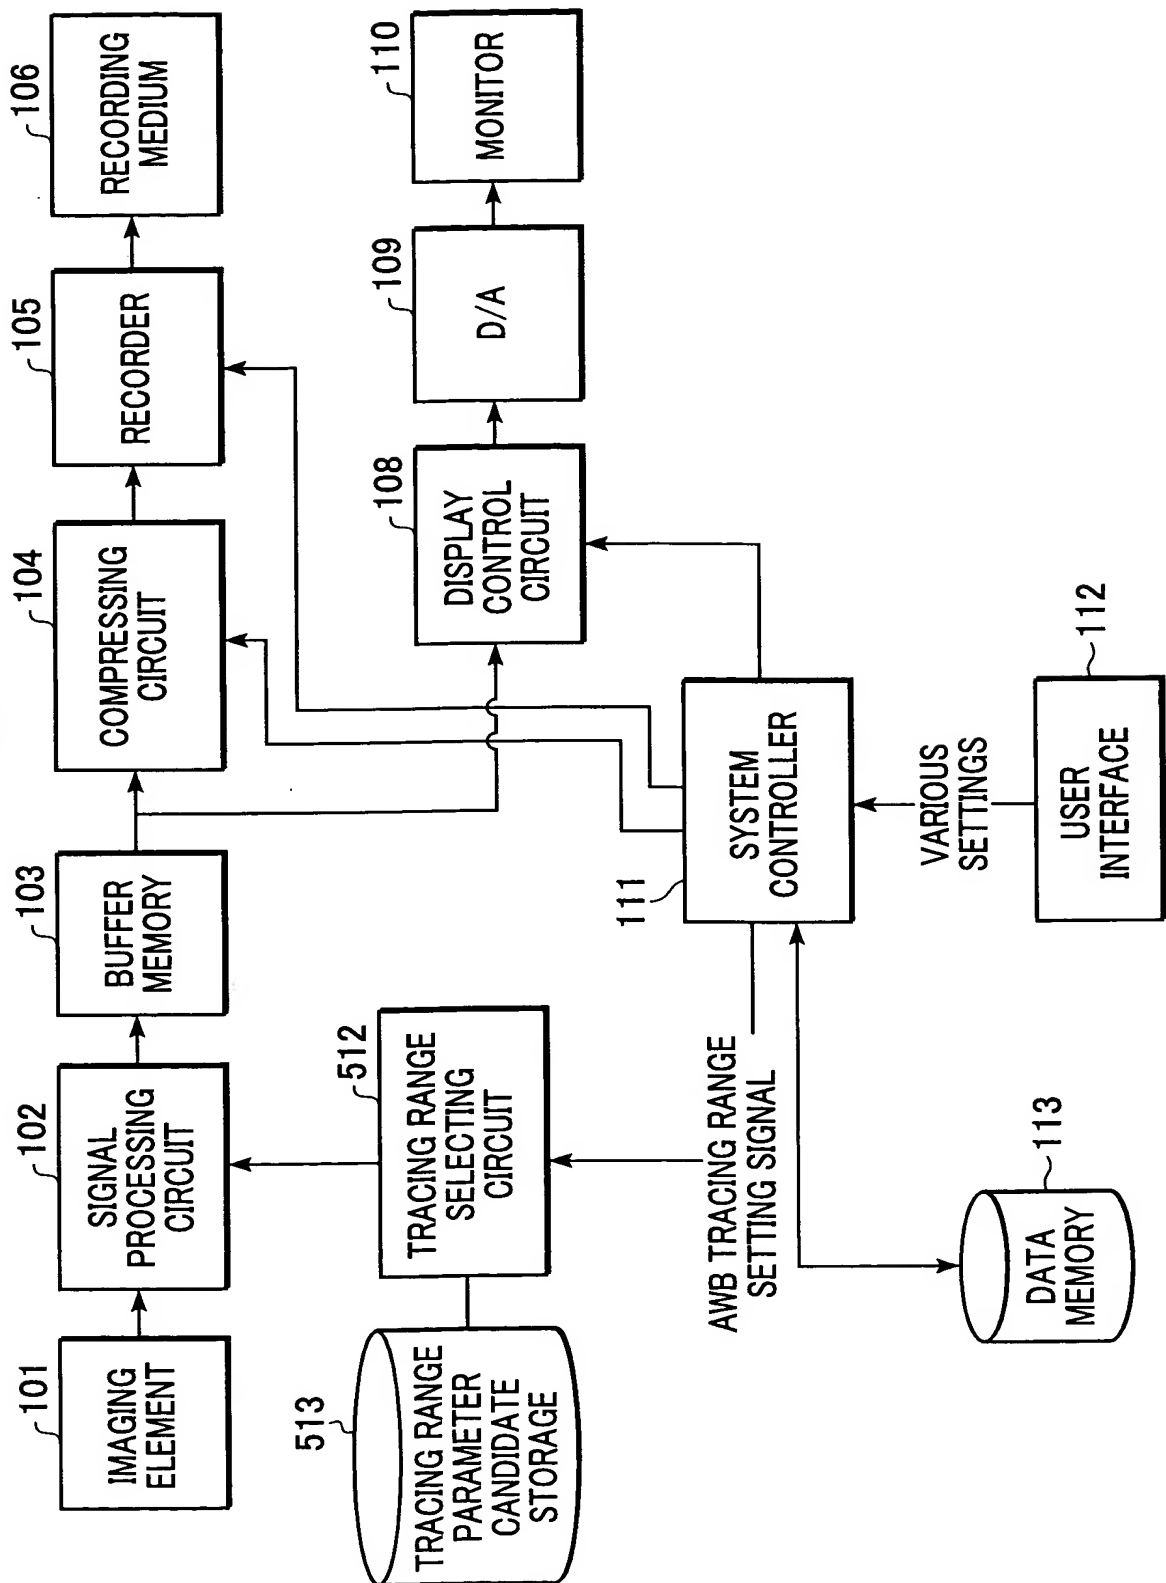 101
IMAGING
ELEMENT
102
SIGNAL
PROCESSING
CIRCUIT
103
BUFFER
MEMORY
104
COMPRESSING
CIRCUIT
105
RECORDER
106
RECORDING
MEDIUM
513
TRACING RANGE
PARAMETER
CANDIDATE
STORAGE
512
TRACING RANGE
SELECTING
CIRCUIT
108
DISPLAY
CONTROL
CIRCUIT
109
D/A
110
MONITOR
AWB TRACING RANGE
SETTING SIGNAL
111
SYSTEM
CONTROLLER
VARIOUS
SETTINGS
113
DATA
MEMORY
112
USER
INTERFACE